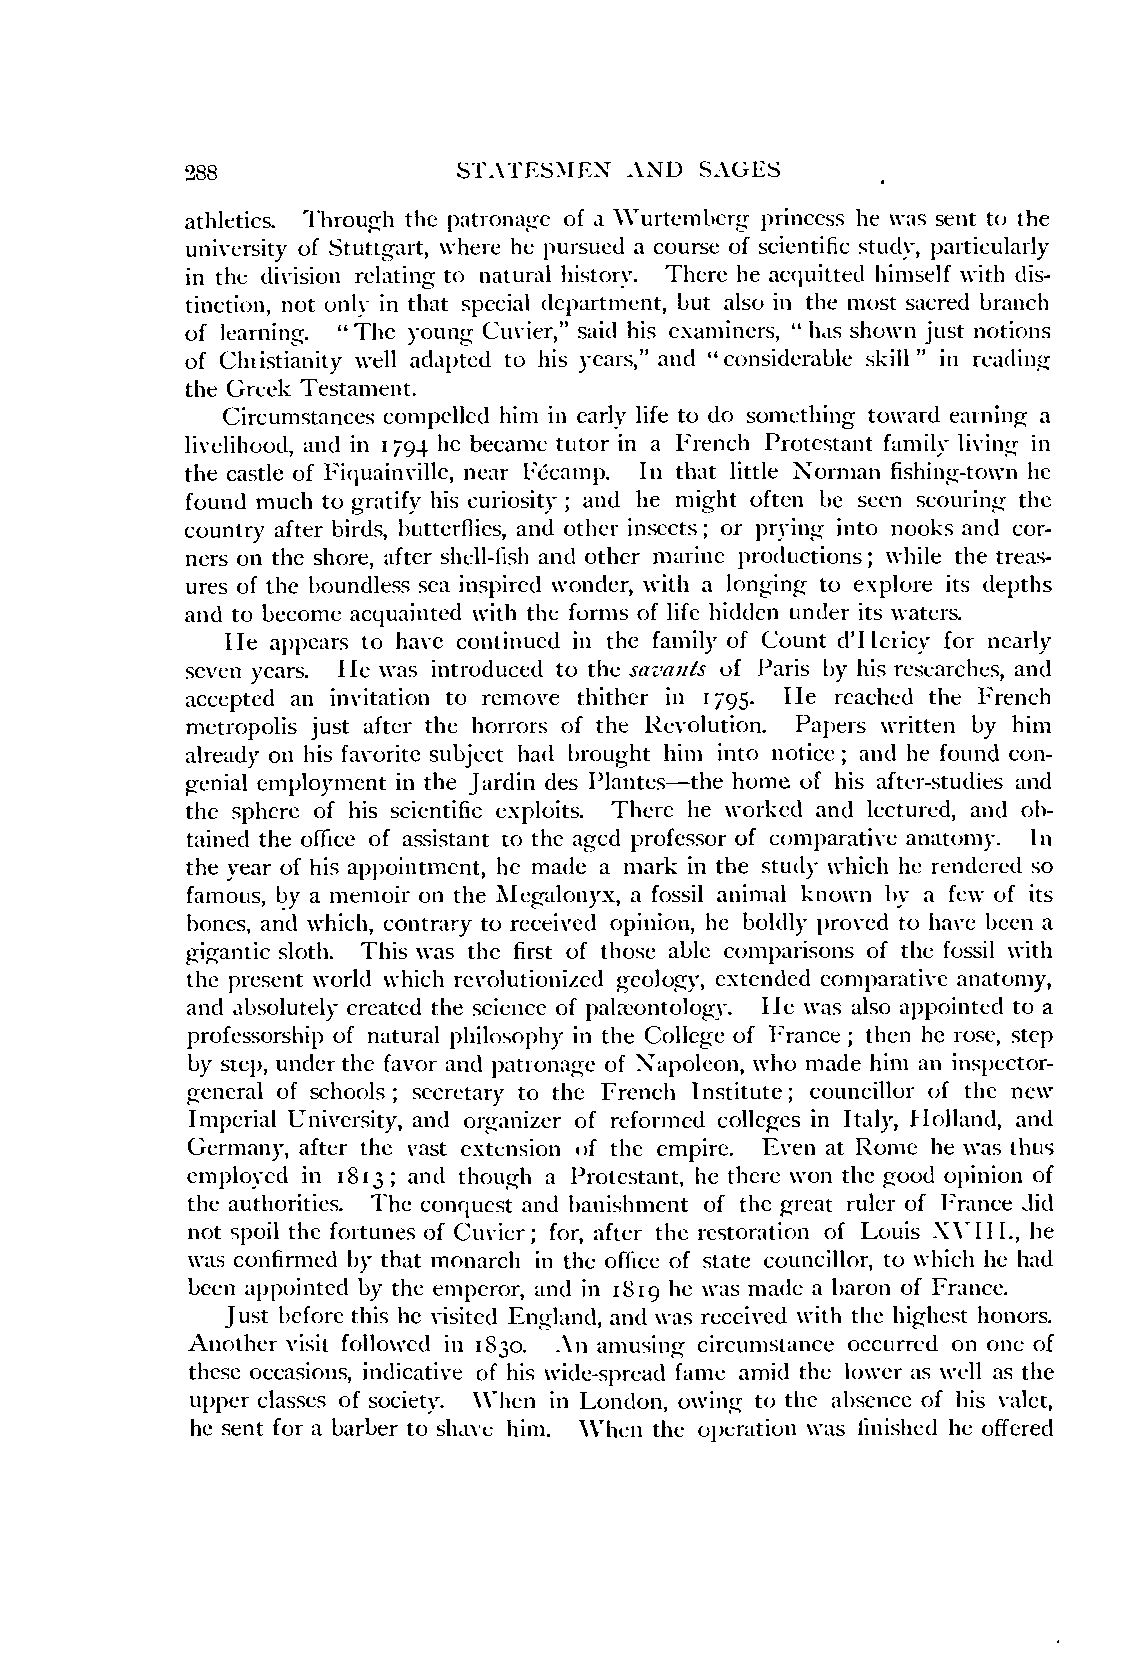 288 STATESMEN AND SAGES
athletics. Through the patronage of a Wurtemberg princess he was sent to the
university of Stuttgart, where he pursued a course of scientific study, particularly
in the division relating to natural history. There he acquitted himself with dis-
tinction, not only in that special department, but also in the most sacred branch
of learning. “The young Cuvier,” said his examiners, “has shown just notions
of Christianity well adapted to his years,” and “considerable skill” in reading
the Greek Testament.
Circumstances compelled him in early life to do something toward earning a
livelihood, and in 1794 he became tutor in a French Protestant family living in
the castle of Fiquainville, near Fécamp. In that little Norman fishing-town he
found much to gratify his curiosity; and he might often be seen scouring the
country after birds, butterflies, and other insects; or prying into nooks and cor-
ners on the shore, after shell-fish and other marine productions; while the treas-
ures of the boundless sea inspired wonder, with a longing to explore its depths
and to become acquainted with the forms of life hidden under its waters.
He appears to have continued in the family of Count d'Hericy for nearly
seven years. He was introduced to the savants of Paris by his researches, and
accepted an invitation to remove thither in 1795. He reached the French
metropolis just after the horrors of the Revolution. Papers written by him
already on his favorite subject had brought him into notice; and he found con-
genial employment in the Jardin des Plantes—the home of his after-studies and
the sphere of his scientific exploits. There he worked and lectured, and ob-
tained the office of assistant to the aged professor of comparative anatomy. In
the year of his appointment, he made a mark in the study which he rendered so
famous, by a memoir on the Megalonyx, a fossil animal known by a few of its
bones, and which, contrary to received opinion, he boldly proved to have been a
gigantic sloth. This was the first of those able comparisons of the fossil with
the present world which revolutionized geology, extended comparative anatomy,
and absolutely created the science of palæontology. He was also appointed to a
professorship of natural philosophy in the College of France; then he rose, step
by step, under the favor and patronage of Napoleon, who made him an inspector-
general of schools; secretary to the French Institute; councillor of the new
Imperial University, and organizer of reformed colleges in Italy, Holland, and
Germany, after the vast extension of the empire. Even at Rome he was thus
employed in 1813; and though a Protestant, he there won the good opinion of
the authorities. The conquest and banishment of the great ruler of France did
not spoil the fortunes of Cuvier; for, after the restoration of Louis XVIII., he
was confirmed by that monarch in the office of state councillor, to which he had
been appointed by the emperor, and in 1819 he was made a baron of France.
Just before this he visited England, and was received with the highest honors.
Another visit followed in 1830. An amusing circumstance occurred on one of
these occasions, indicative of his wide-spread fame amid the lower as well as the
upper classes of society. When in London, owing to the absence of his valet,
he sent for a barber to shave him. When the operation was finished he offered